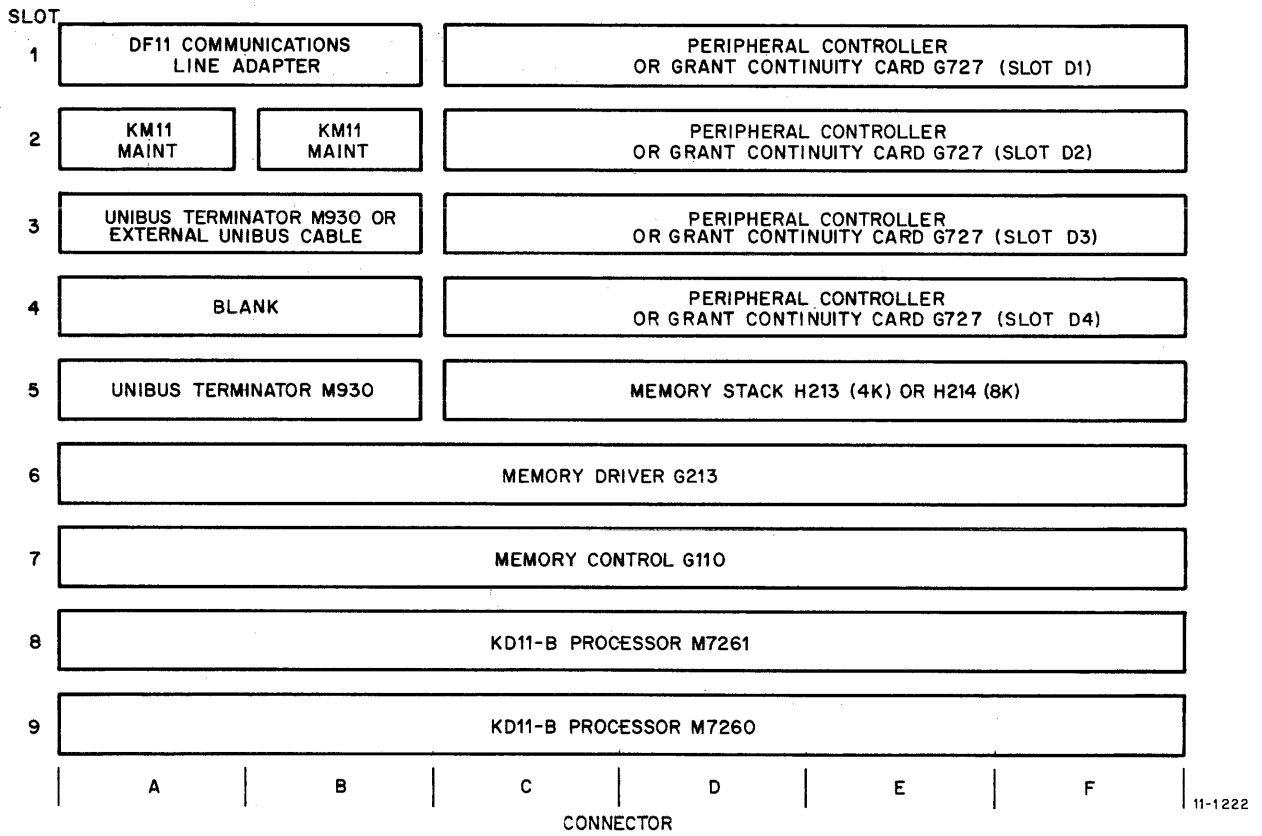 SLOT
1
DF11 COMMUNICATIONS
LINE ADAPTER
PERIPHERAL CONTROLLER
OR GRANT CONTINUITY CARD G727 (SLOT D1)
2
KM11
MAINT
KM11
MAINT
PERIPHERAL CONTROLLER
OR GRANT CONTINUITY CARD G727 (SLOT D2)
3
UNIBUS TERMINATOR M930 OR
EXTERNAL UNIBUS CABLE
PERIPHERAL CONTROLLER
OR GRANT CONTINUITY CARD G727 (SLOT D3)
4
BLANK
PERIPHERAL CONTROLLER
OR GRANT CONTINUITY CARD G727 (SLOT D4)
5
UNIBUS TERMINATOR M930
MEMORY STACK H213 (4K) OR H214 (8K)
6
MEMORY DRIVER G213
7
MEMORY CONTROL G110
8
KD11-B PROCESSOR M7261
9
KD11-B PROCESSOR M7260
A B C D E F
CONNECTOR
11-1222